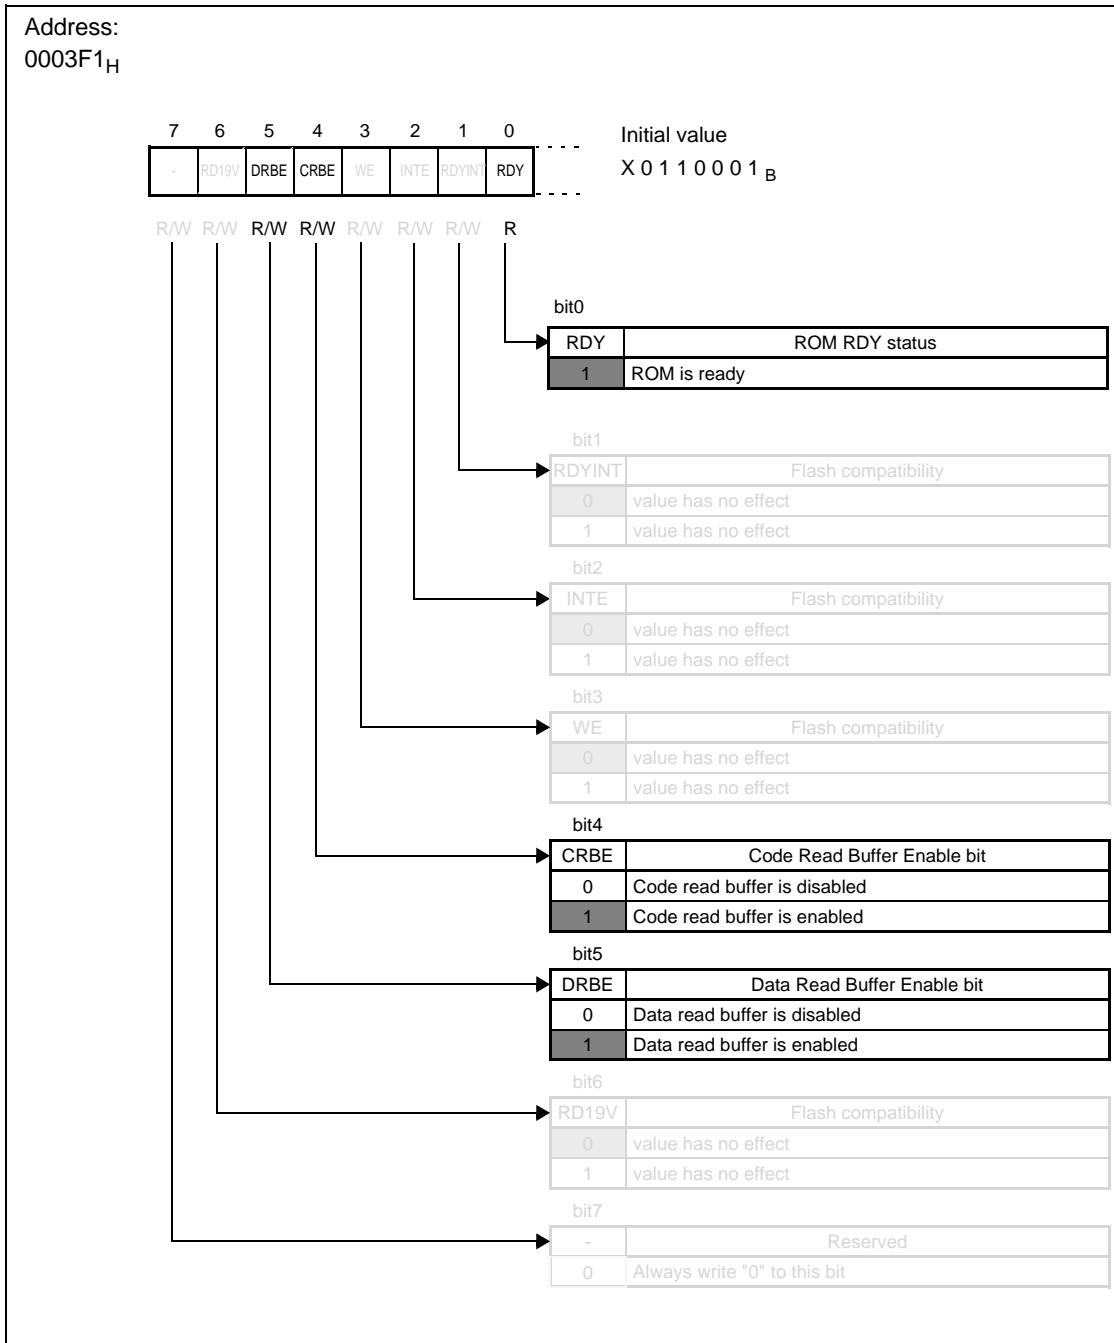 Address:
0003F1H
7 6 5 4 3 2 1 0
Initial value
- RD19V DRBE CRBE WE INTE RDYINT RDY
X 0 1 1 0 0 0 1 B
R/W R/W R/W R/W R/W R/W R/W R
bit0
RDY ROM RDY status
1 ROM is ready
bit1
RDYINT Flash compatibility
0 value has no effect
1 value has no effect
bit2
INTE Flash compatibility
0 value has no effect
1 value has no effect
bit3
WE Flash compatibility
0 value has no effect
1 value has no effect
bit4
CRBE Code Read Buffer Enable bit
0 Code read buffer is disabled
1 Code read buffer is enabled
bit5
DRBE Data Read Buffer Enable bit
0 Data read buffer is disabled
1 Data read buffer is enabled
bit6
RD19V Flash compatibility
0 value has no effect
1 value has no effect
bit7
- Reserved
0 Always write "0" to this bit